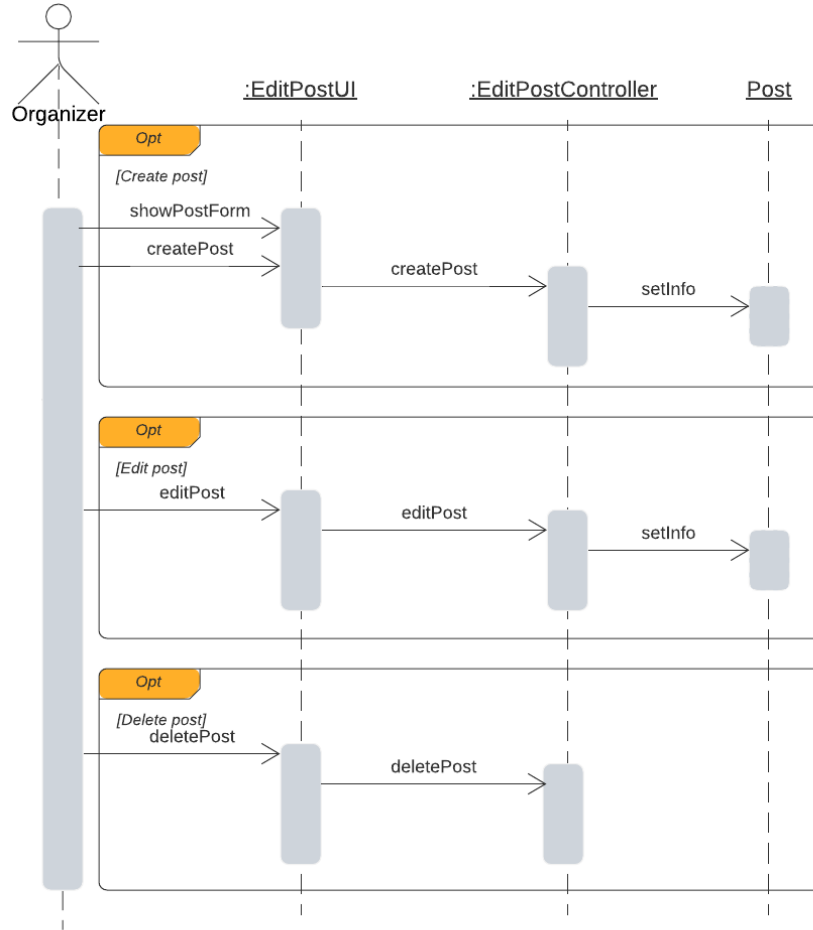 :EditPostUI
:EditPostController
Post
Organizer
Opt
[Create post]
showPostForm
createPost
createPost
setInfo
Opt
[Edit post]
editPost
editPost
setInfo
Opt
[Delete post]
deletePost
deletePost